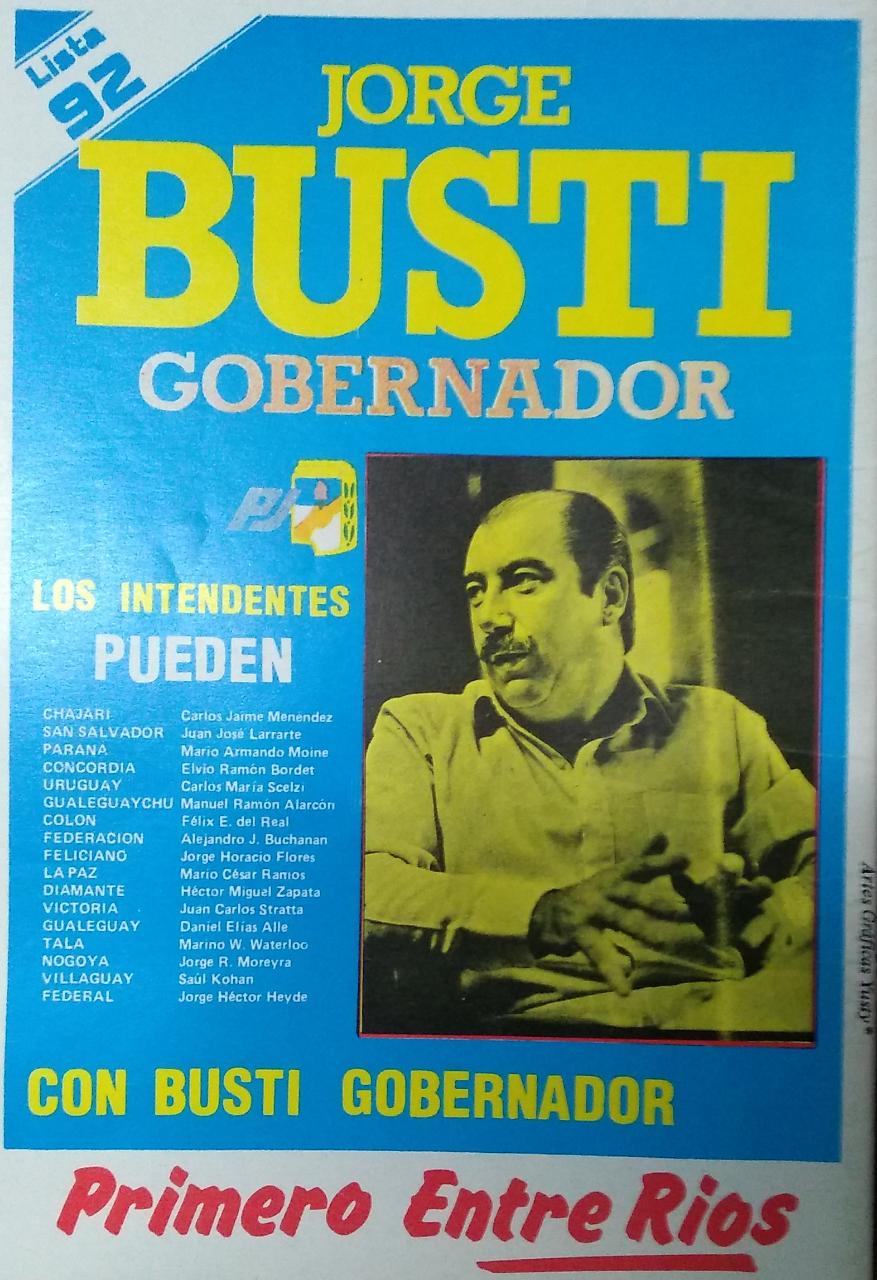 Lista
92
JORGE
BUSTI
GOBERNADOR
PJ
LOS INTENDENTES
PUEDEN
CHAJARI Carlos Jaime Menéndez
SAN SALVADOR Juan José Larrarte
PARANA Mario Armando Moine
CONCORDIA Elvio Ramón Bordet
URUGUAY Carlos María Scelzi
GUALEGUAYCHU Manuel Ramón Alarcón
COLON Félix E. del Real
FEDERACION Alejandro J. Buchanan
FELICIANO Jorge Horacio Flores
LA PAZ Mario César Ramos
DIAMANTE Héctor Miguel Zapata
VICTORIA Juan Carlos Stratta
GUALEGUAY Daniel Elías Alle
TALA Marino W. Waterloo
NOGOYA Jorge R. Moreyra
VILLAGUAY Saúl Kohan
FEDERAL Jorge Héctor Heyde
CON BUSTI GOBERNADOR
Primero Entre Rios
Artes Gráficas Yusty*